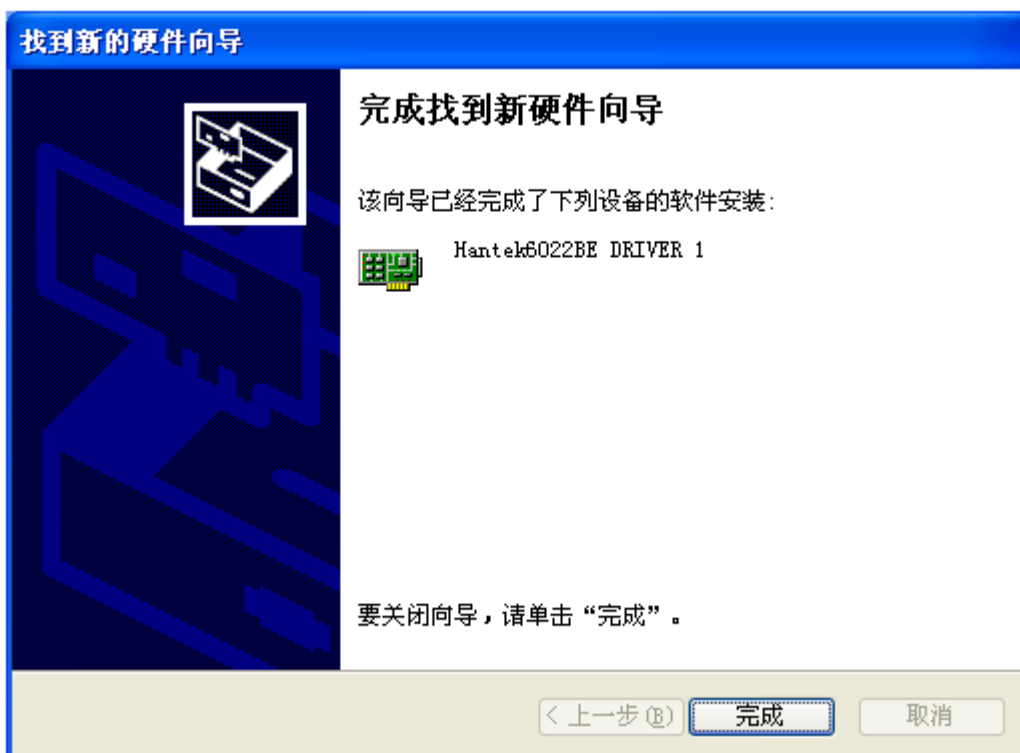 找到新的硬件向导
完成找到新硬件向导
该向导已经完成了下列设备的软件安装:
Hantek6022BE DRIVER 1
要关闭向导，请单击“完成”。
< 上一步(B) 完成 取消